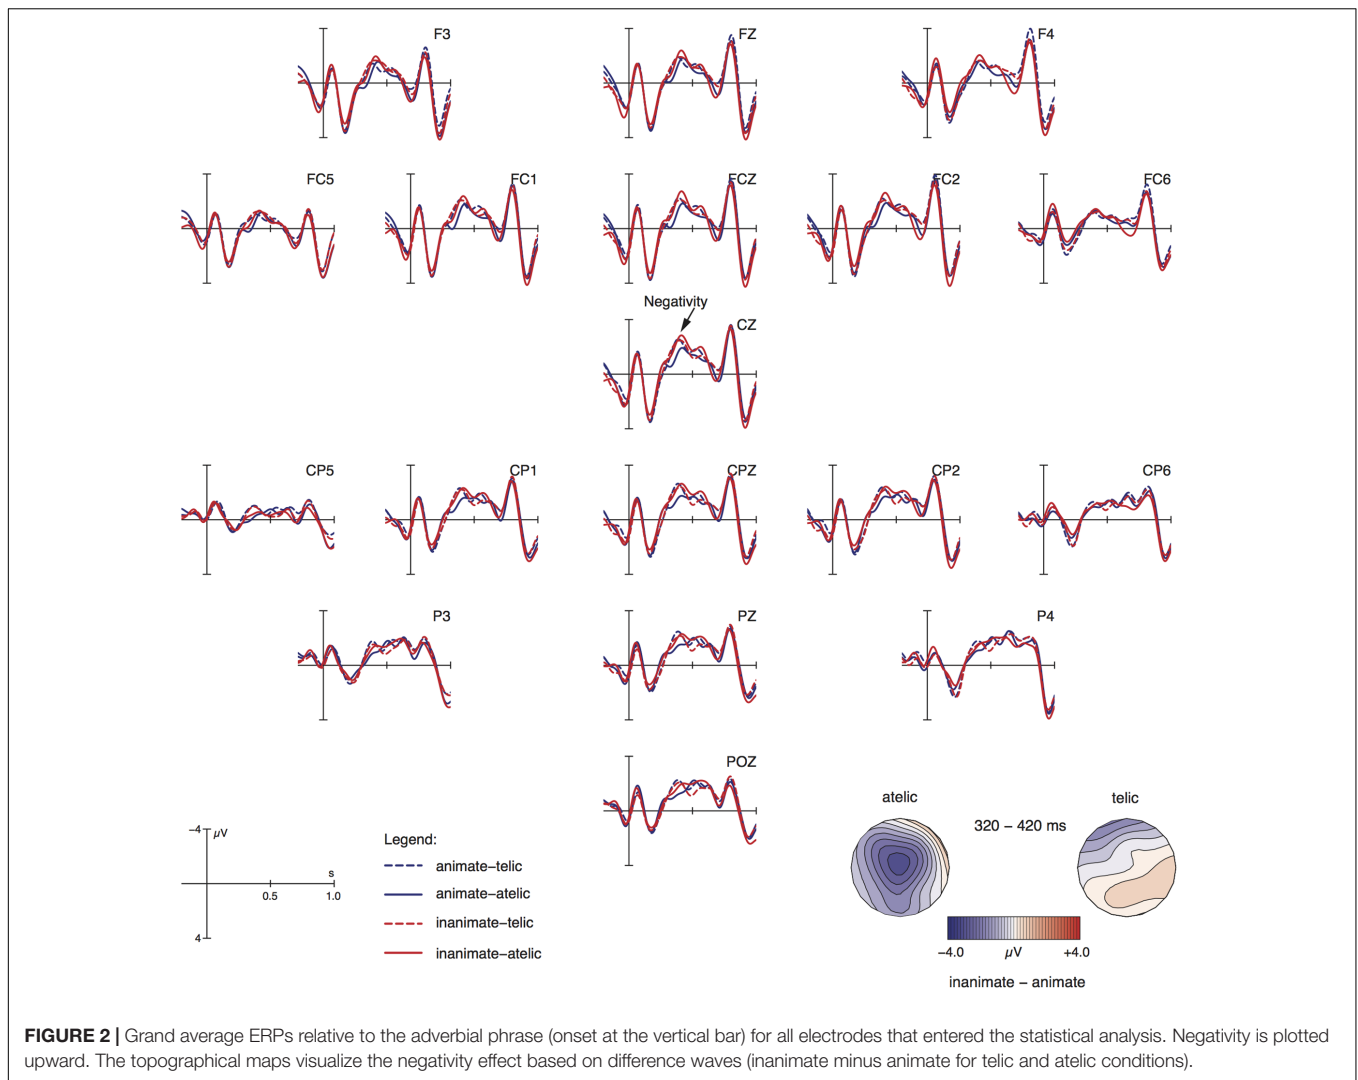 F3
FZ
F4
FC5
FC1
FCZ
FC2
FC6
Negativity
CZ
CP5
CP1
CPZ
CP2
CP6
P3
PZ
P4
POZ
−4
µV
s
0.5
1.0
4
Legend:
animate−telic
animate−atelic
inanimate−telic
inanimate−atelic
atelic
320 − 420 ms
telic
−4.0
µV
+4.0
inanimate − animate
FIGURE 2 | Grand average ERPs relative to the adverbial phrase (onset at the vertical bar) for all electrodes that entered the statistical analysis. Negativity is plotted
upward. The topographical maps visualize the negativity effect based on difference waves (inanimate minus animate for telic and atelic conditions).